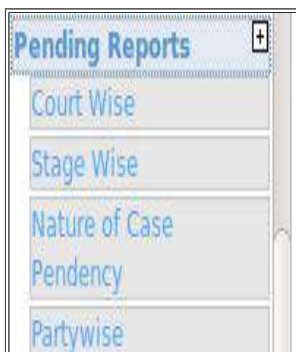 Pending Reports
Court Wise
Stage Wise
Nature of Case
Pendency
Partywise